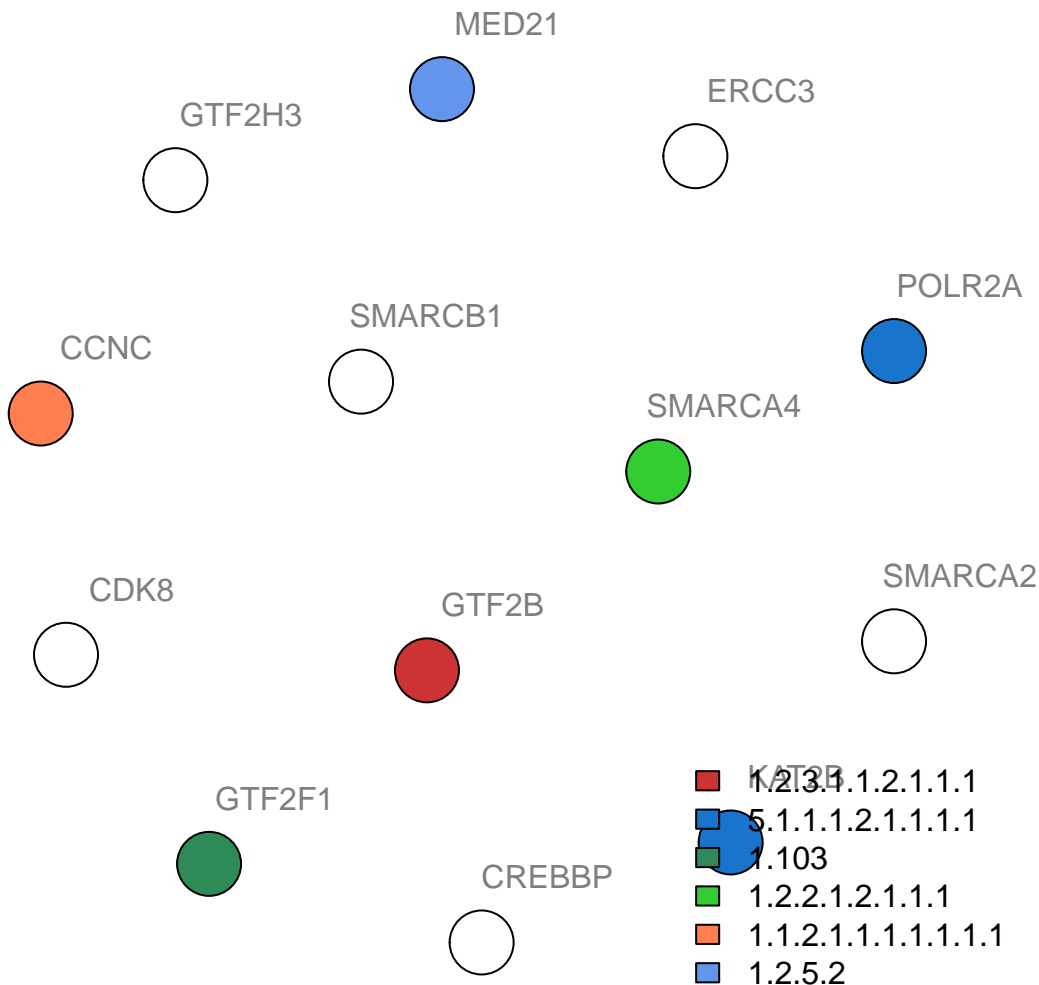 MED21
ERCC3
GTF2H3
POLR2A
SMARCB1
CCNC
SMARCA4
SMARCA2
CDK8
GTF2B
KAT2B
1.2.3.1.1.2.1.1.1
GTF2F1
5.1.1.1.2.1.1.1.1
1.103
CREBBP
1.2.2.1.2.1.1.1
1.1.2.1.1.1.1.1.1.1
1.2.5.2